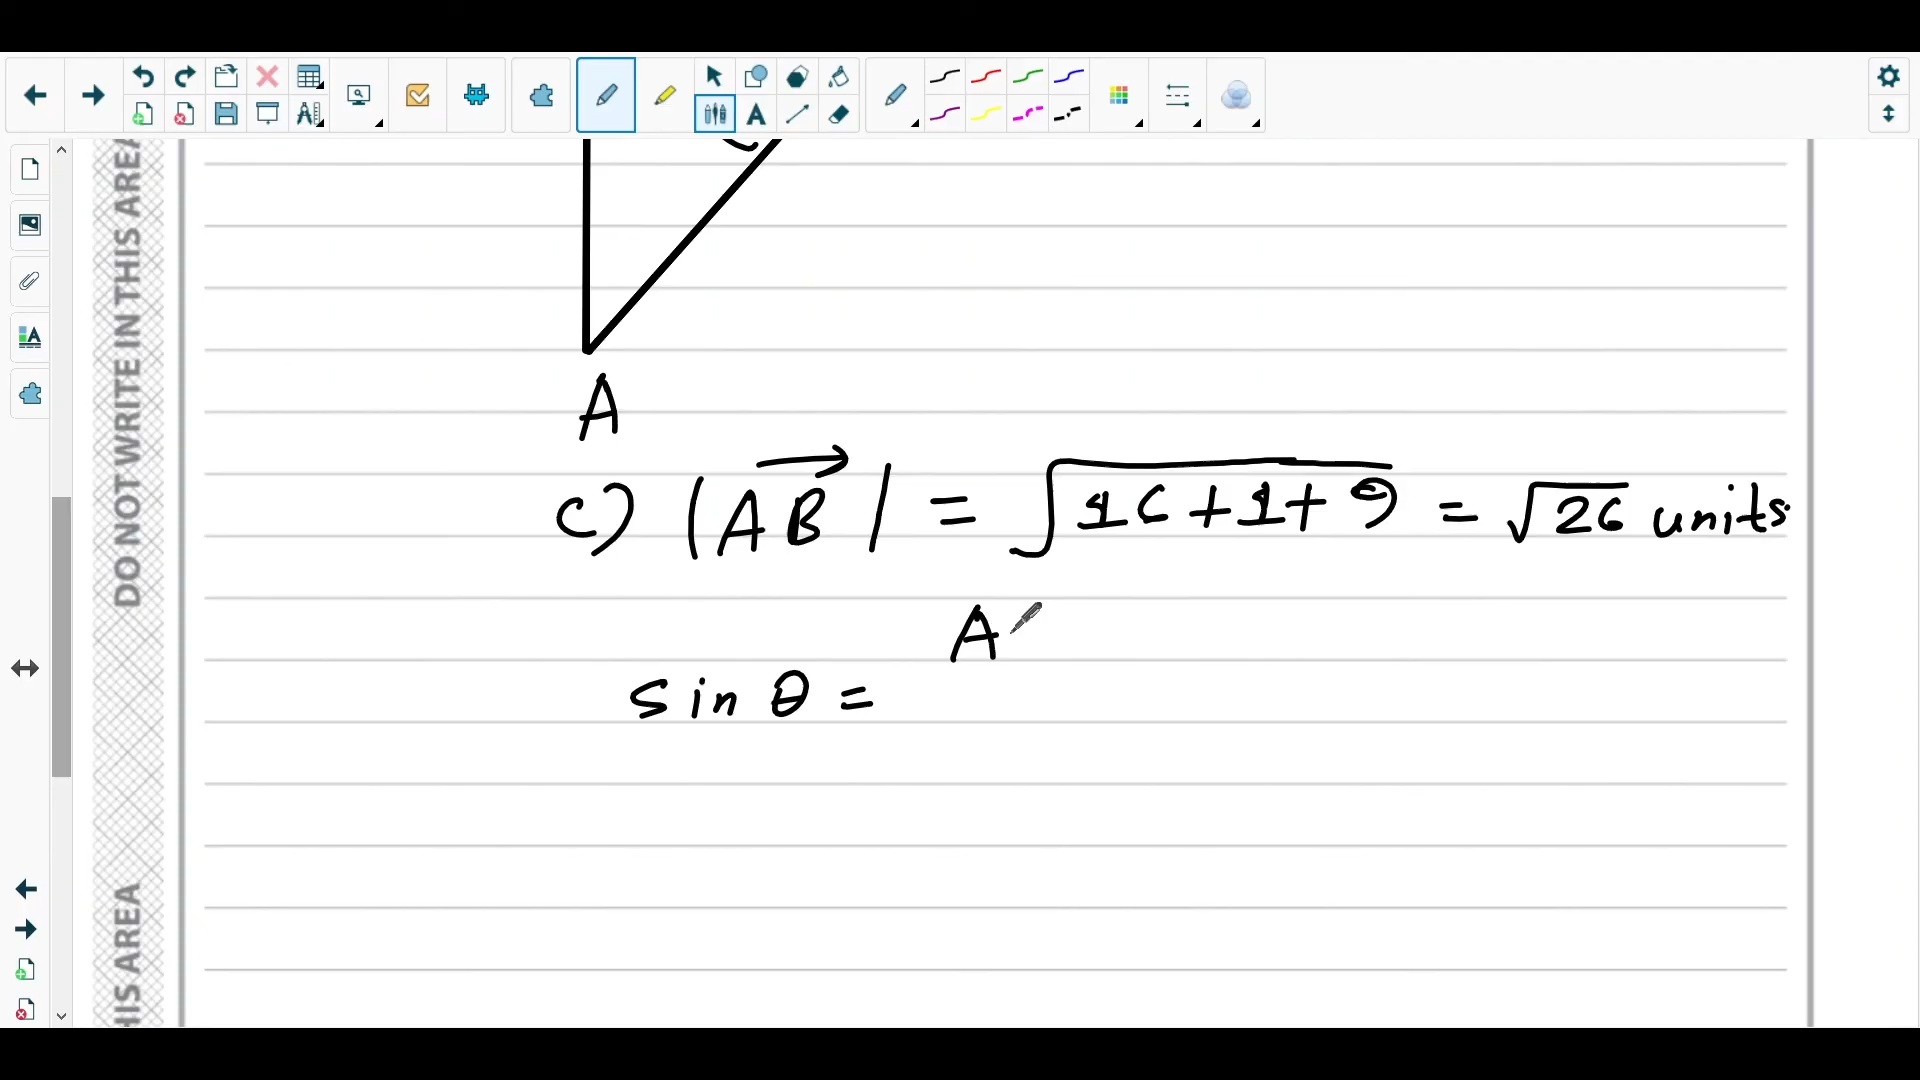 DO NOT WRITE IN THIS AREA
A
c) |AB| = √16+1+9 = √26 units
A
sin θ =
HIS AREA